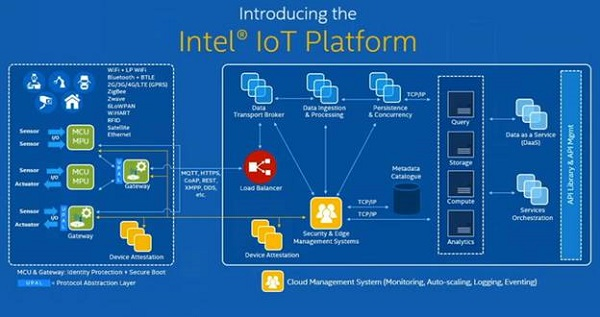 Introducing the
Intel® IoT Platform
WiFi + LP WiFi
Bluetooth + BTLE
2G/3G/4G/LTE (GPRS)
ZigBee
Zwave
6LoWPAN
WiHART
RFID
Satellite
Ethernet
Sensor
I/O
Sensor
MCU
MPU
Sensor
I/O
Actuator
MCU
MPU
UPAL
Gateway
Sensor
I/O
Actuator
UPAL
Gateway
Device Attestation
MCU & Gateway: Identity Protection + Secure Boot
UPAL = Protocol Abstraction Layer
MQTT, HTTPS,
CoAP, REST,
XMPP, DDS,
etc.
Data
Transport Broker
Data Ingestion
& Processing
Persistence
& Concurrency
TCP/IP
Load Balancer
Metadata
Catalogue
TCP/IP
TCP/IP
Security & Edge
Management Systems
Device Attestation
Query
Storage
Compute
Analytics
Data as a Service
(DaaS)
Services
Orchestration
API Library & API Mgmt
Cloud Management System (Monitoring, Auto-scaling, Logging, Eventing)